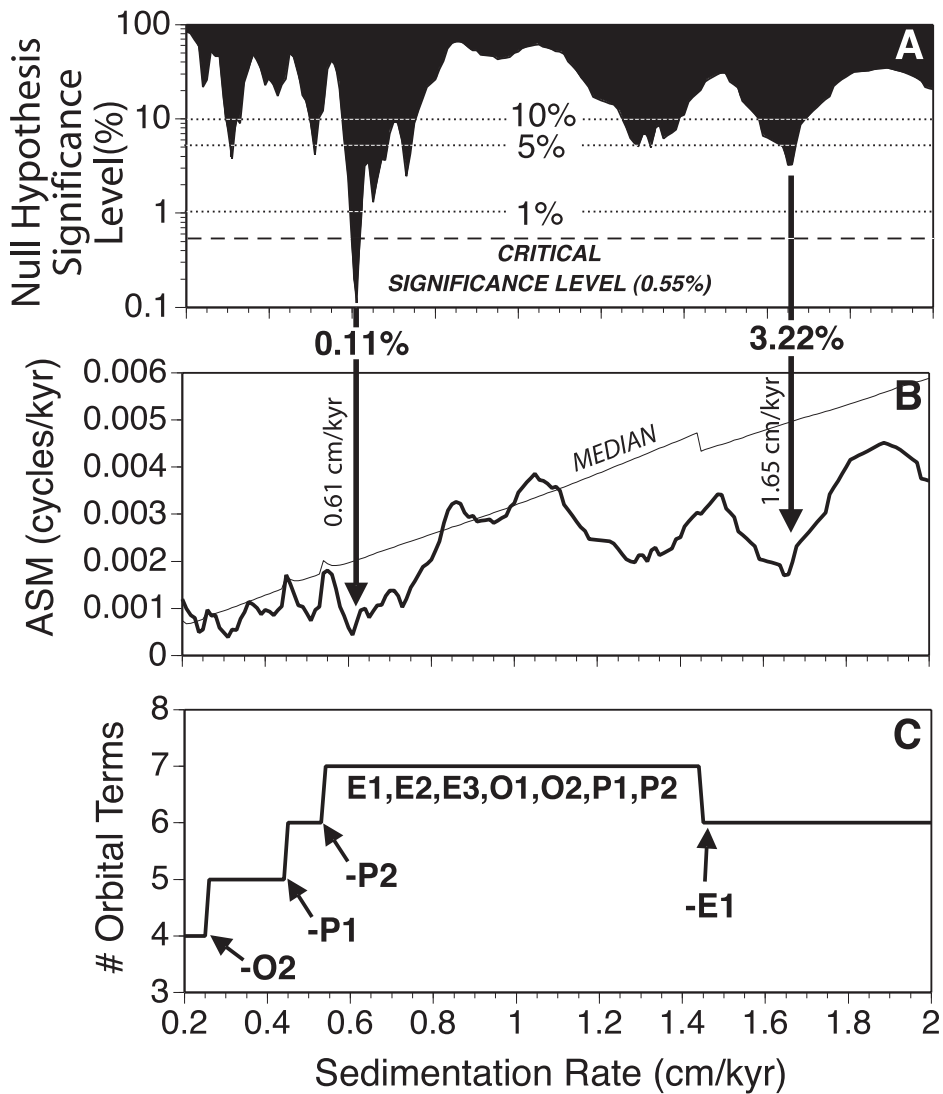 Null Hypothesis
Significance
Level(%)
100
10
1
0.1
A
10%
5%
1%
CRITICAL
SIGNIFICANCE LEVEL (0.55%)
0.11%
3.22%
ASM (cycles/kyr)
0.006
0.005
0.004
0.003
0.002
0.001
0
B
0.61 cm/kyr
MEDIAN
1.65 cm/kyr
# Orbital Terms
8
7
6
5
4
3
C
E1,E2,E3,O1,O2,P1,P2
-P2
-P1
-O2
-E1
0.2 0.4 0.6 0.8 1 1.2 1.4 1.6 1.8 2
Sedimentation Rate (cm/kyr)